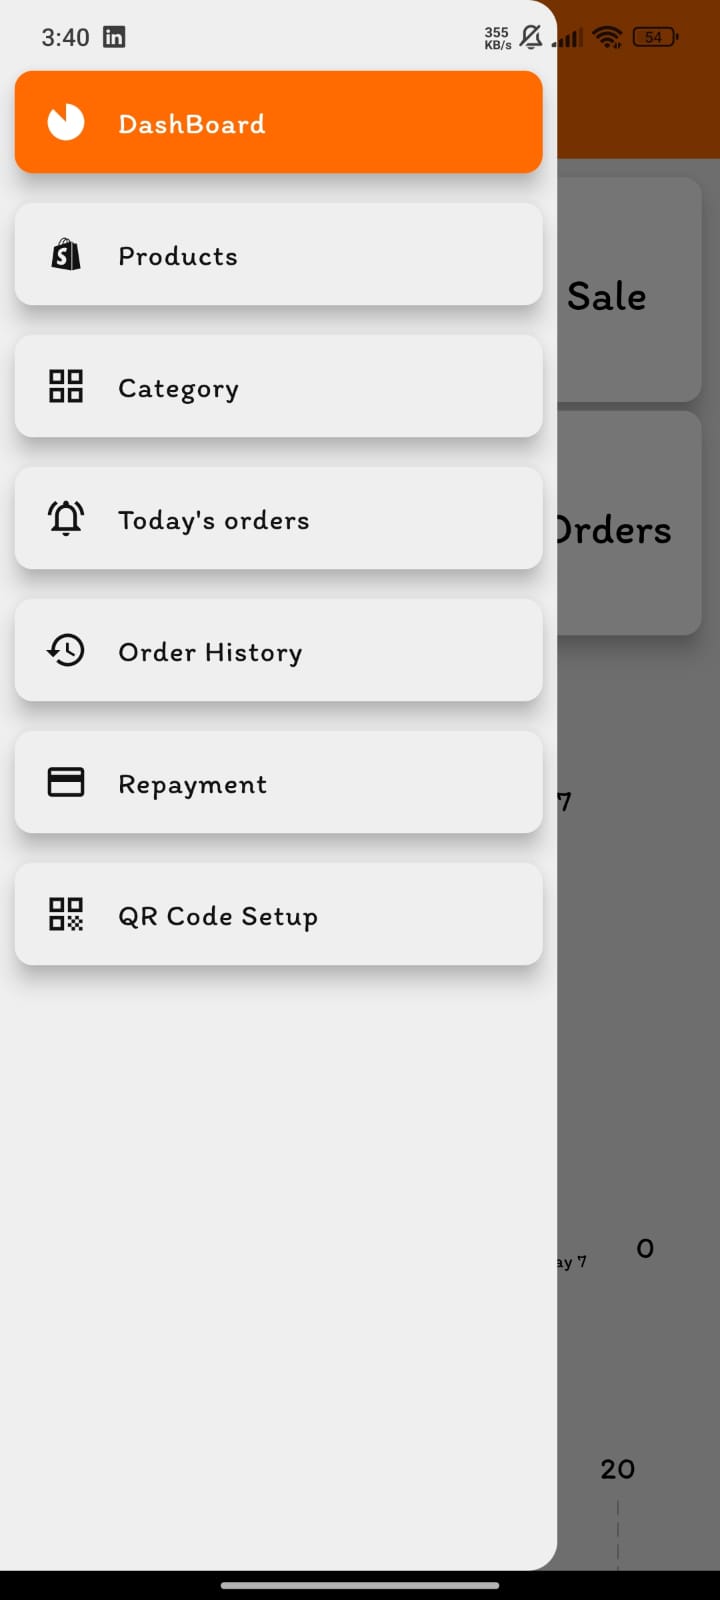 3:40 in
355
KB/s
54
DashBoard
Products
Sale
Category
Today's orders
Orders
Order History
Repayment
7
QR Code Setup
0
ay 7
20